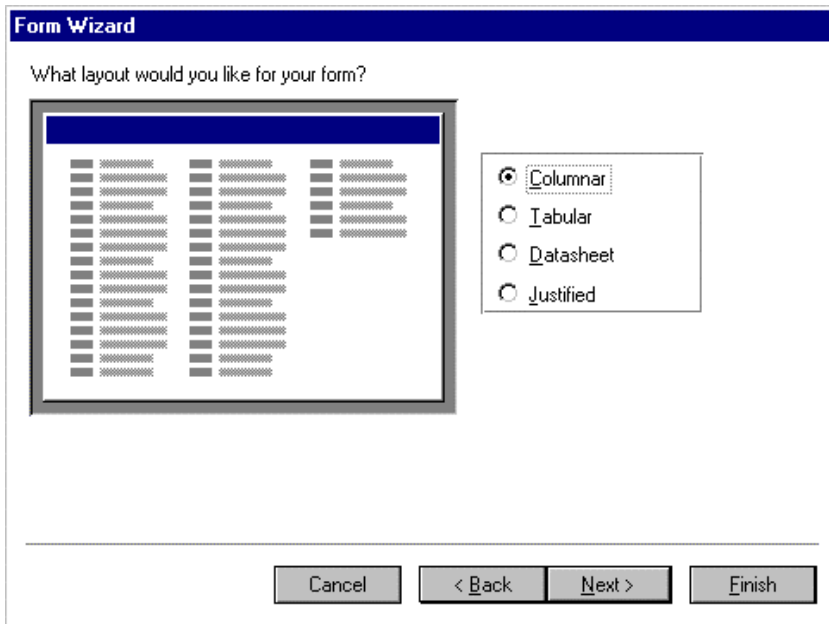 Form Wizard
What layout would you like for your form?
Columnar
Tabular
Datasheet
Justified
Cancel
< Back
Next >
Finish